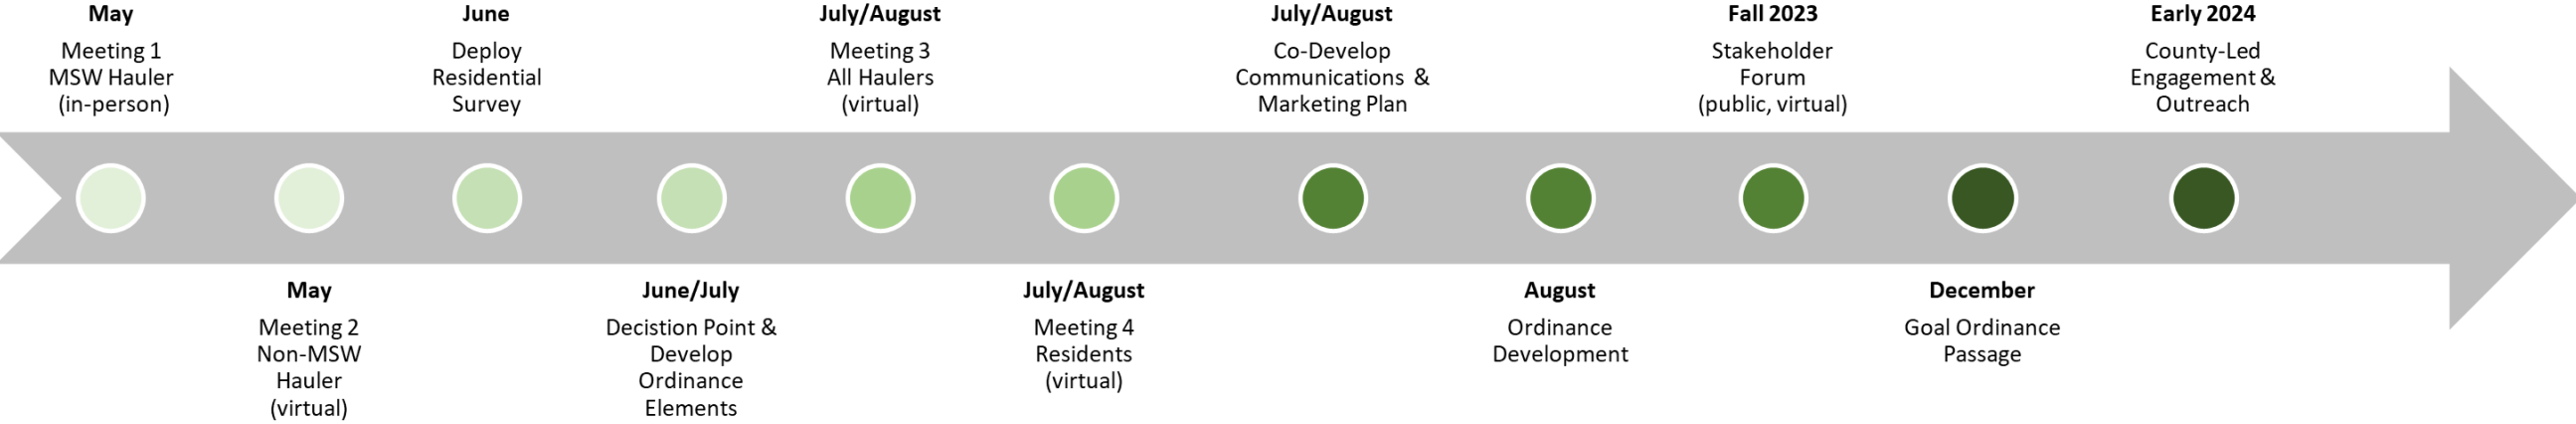 May
Meeting 1
MSW Hauler
(in-person)
May
Meeting 2
Non-MSW
Hauler
(virtual)
June
Deploy
Residential
Survey
June/July
Decistion Point &
Develop
Ordinance
Elements
July/August
Meeting 3
All Haulers
(virtual)
July/August
Meeting 4
Residents
(virtual)
July/August
Co-Develop
Communications &
Marketing Plan
August
Ordinance
Development
Fall 2023
Stakeholder
Forum
(public, virtual)
December
Goal Ordinance
Passage
Early 2024
County-Led
Engagement &
Outreach